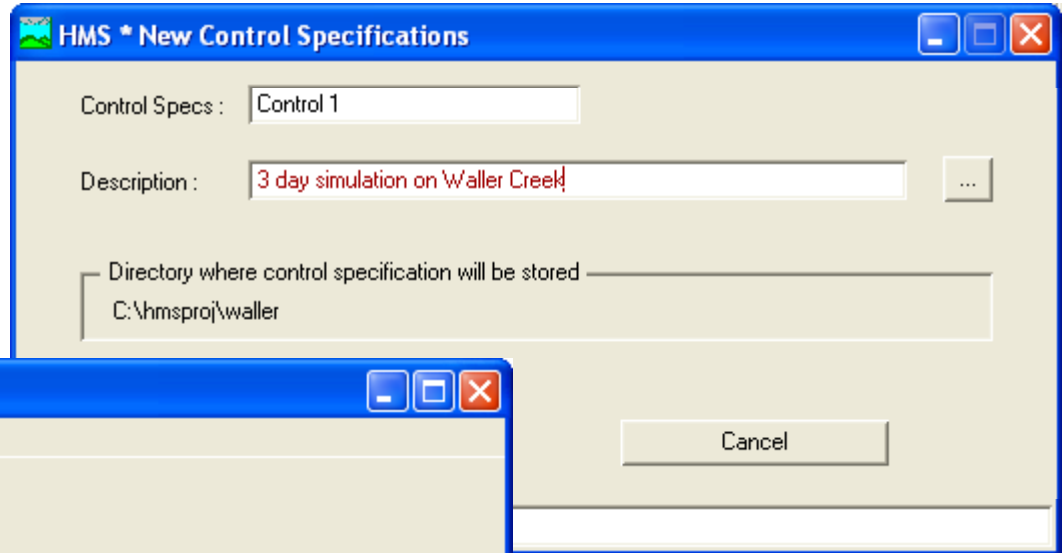 HMS * New Control Specifications
Control Specs : Control 1
Description : 3 day simulation on Waller Creek
...
Directory where control specification will be stored
C:\hmsproj\waller
Cancel